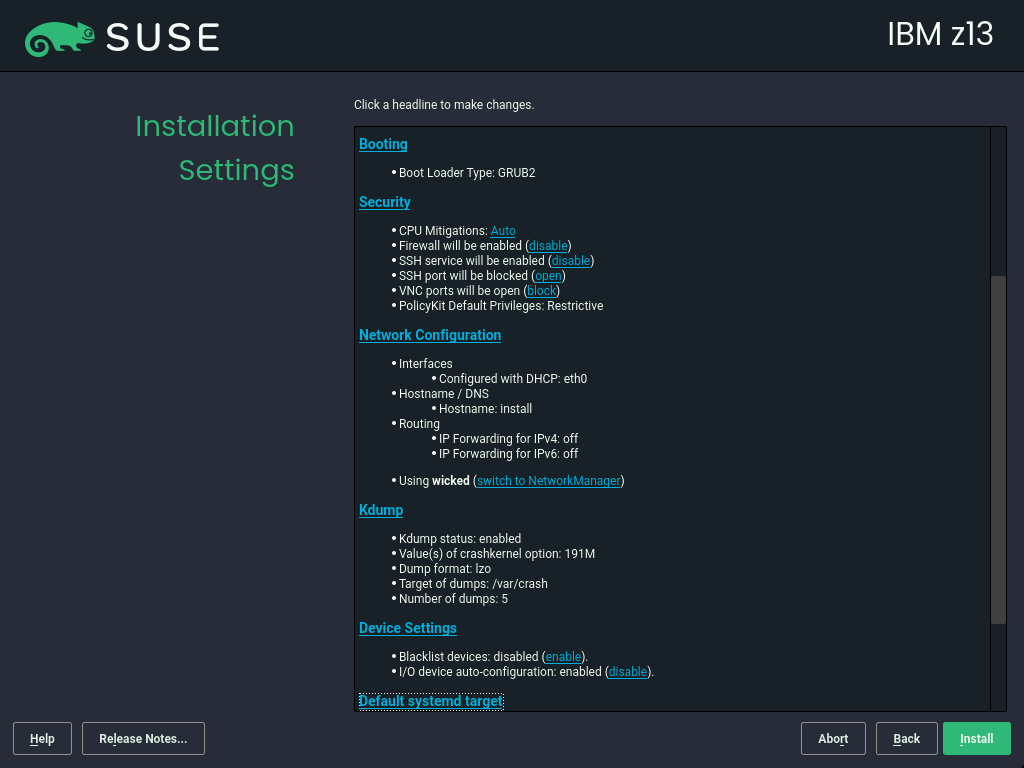 SUSE
IBM z13
Installation
Settings
Click a headline to make changes.
Booting
• Boot Loader Type: GRUB2
Security
• CPU Mitigations: Auto
• Firewall will be enabled (disable)
• SSH service will be enabled (disable)
• SSH port will be blocked (open)
• VNC ports will be open (block)
• PolicyKit Default Privileges: Restrictive
Network Configuration
• Interfaces
• Configured with DHCP: eth0
• Hostname / DNS
• Hostname: install
• Routing
• IP Forwarding for IPv4: off
• IP Forwarding for IPv6: off
• Using wicked (switch to NetworkManager)
Kdump
• Kdump status: enabled
• Value(s) of crashkernel option: 191M
• Dump format: lzo
• Target of dumps: /var/crash
• Number of dumps: 5
Device Settings
• Blacklist devices: disabled (enable).
• I/O device auto-configuration: enabled (disable).
Default systemd target
Help
Release Notes...
Abort
Back
Install